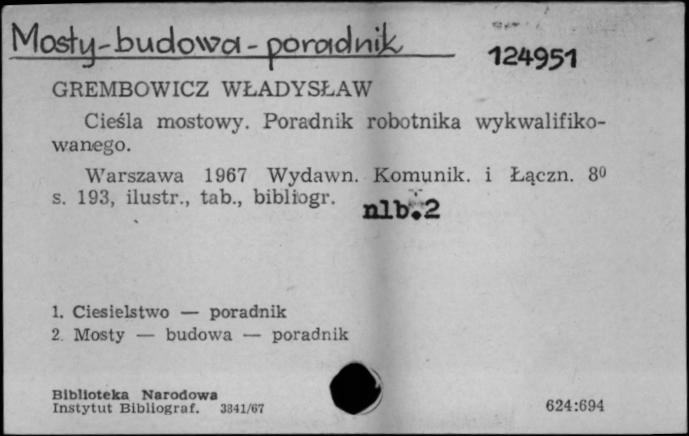 Mosty-budowa-poradnik
124951
GREMBOWICZ WŁADYSŁAW
Cieśla mostowy. Poradnik robotnika wykwalifiko-
wanego.
Warszawa 1967 Wydawn. Komunik. i Łączn. 8⁰
s. 193, ilustr., tab., bibliogr.
nlb.2
1. Ciesielstwo — poradnik
2. Mosty — budowa — poradnik
Biblioteka Narodowa
Instytut Bibliograf. 3841/67
624:694